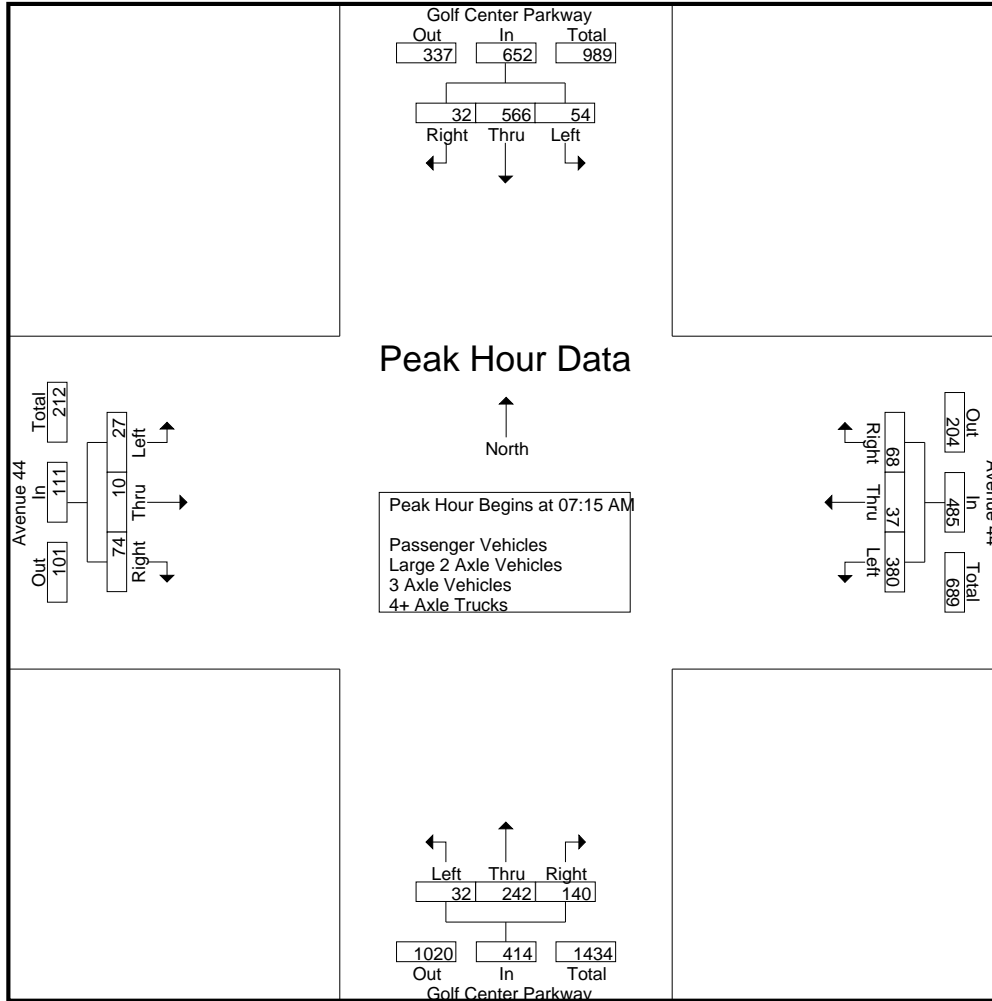 Golf Center Parkway
Out In Total
337 652 989
32 566 54
Right Thru Left
Peak Hour Data
North
Peak Hour Begins at 07:15 AM
Passenger Vehicles
Large 2 Axle Vehicles
3 Axle Vehicles
4+ Axle Trucks
Avenue 44
Out In Total
101 111 212
74 10 27
Right Thru Left
Avenue 44
Out In Total
204 485 689
68 37 380
Right Thru Left
Left Thru Right
32 242 140
1020 414 1434
Out In Total
Golf Center Parkway